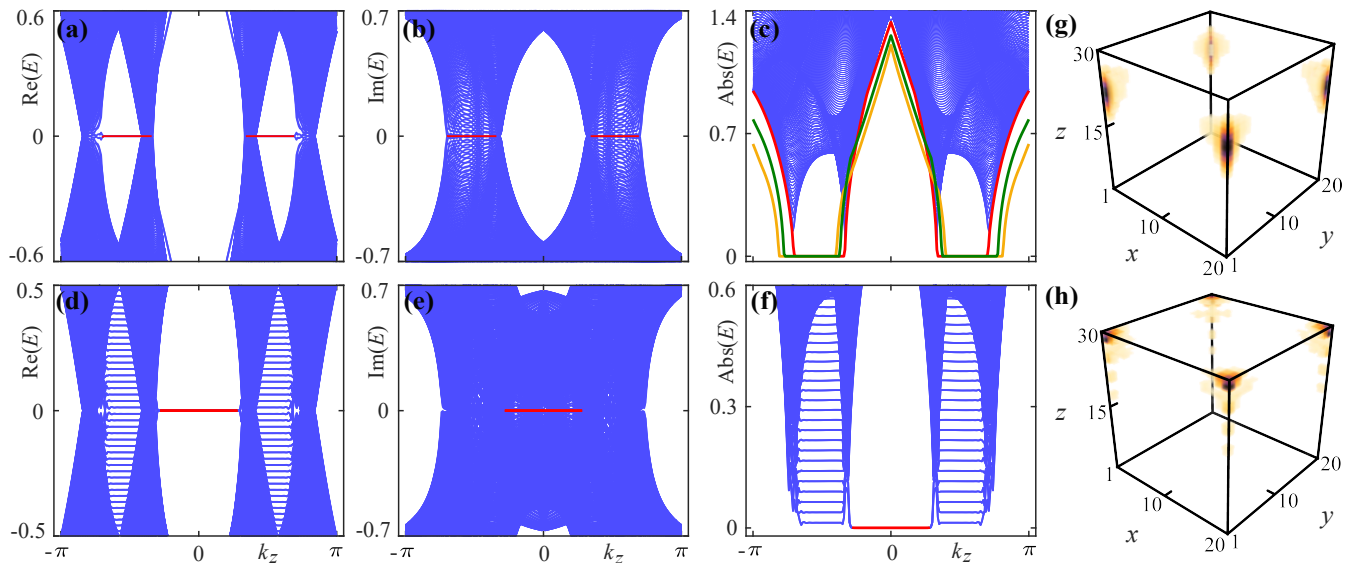 (a)
Re(E)
0.6
0
-0.6
(b)
Im(E)
0.7
0
-0.7
(c)
Abs(E)
1.4
0.7
0
(g)
30
15
z
1
10
x
20
1
10
y
20
(d)
Re(E)
0.5
0
-0.5
-π
0
k_z
π
(e)
Im(E)
0.7
0
-0.7
-π
0
k_z
π
(f)
Abs(E)
0.6
0.3
0
-π
0
k_z
π
(h)
30
15
z
1
10
x
20
1
10
y
20